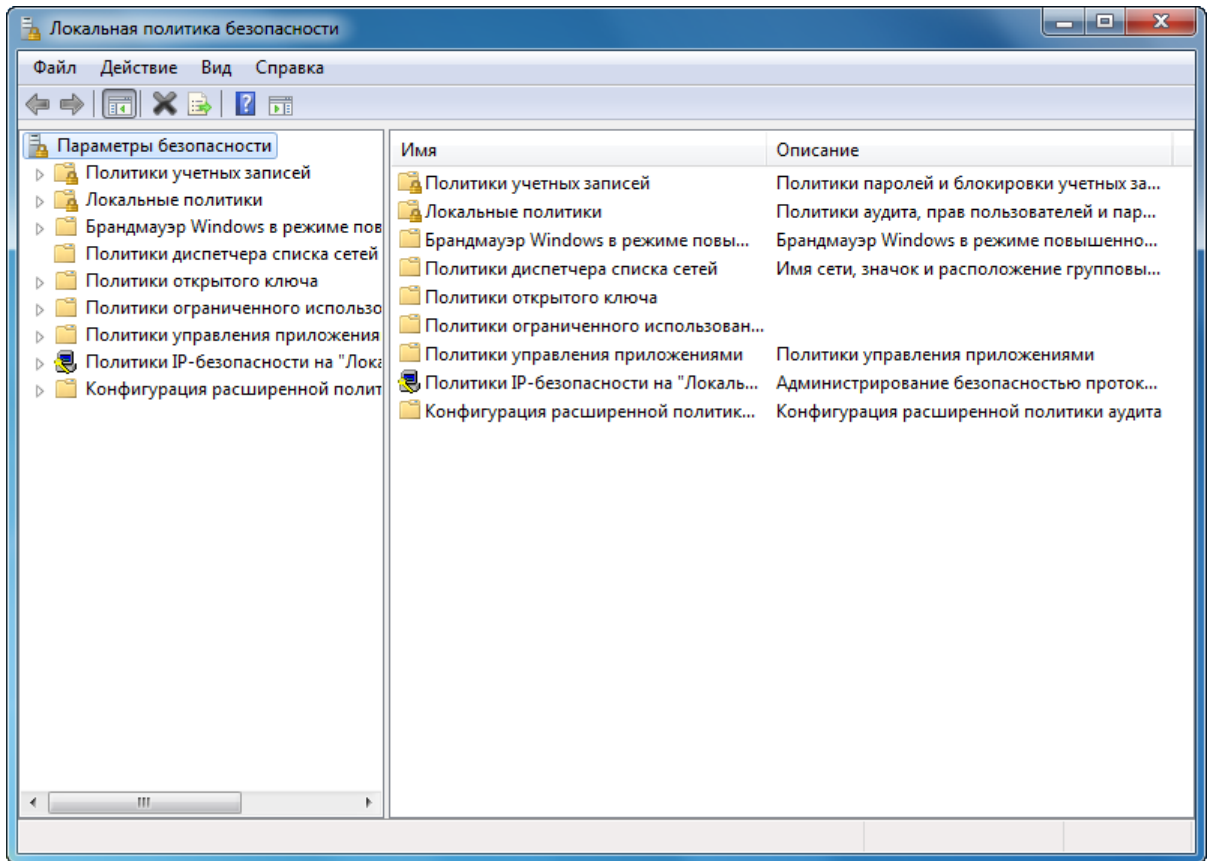 Локальная политика безопасности
Файл Действие Вид Справка
Параметры безопасности
Политики учетных записей
Локальные политики
Брандмауэр Windows в режиме пов
Политики диспетчера списка сетей
Политики открытого ключа
Политики ограниченного использо
Политики управления приложения
Политики IP-безопасности на "Лока
Конфигурация расширенной полит
Имя Описание
Политики учетных записей Политики паролей и блокировки учетных за...
Локальные политики Политики аудита, прав пользователей и пар...
Брандмауэр Windows в режиме повы... Брандмауэр Windows в режиме повышенно...
Политики диспетчера списка сетей Имя сети, значок и расположение групповы...
Политики открытого ключа
Политики ограниченного использован...
Политики управления приложениями Политики управления приложениями
Политики IP-безопасности на "Локаль... Администрирование безопасностью проток...
Конфигурация расширенной политик... Конфигурация расширенной политики аудита